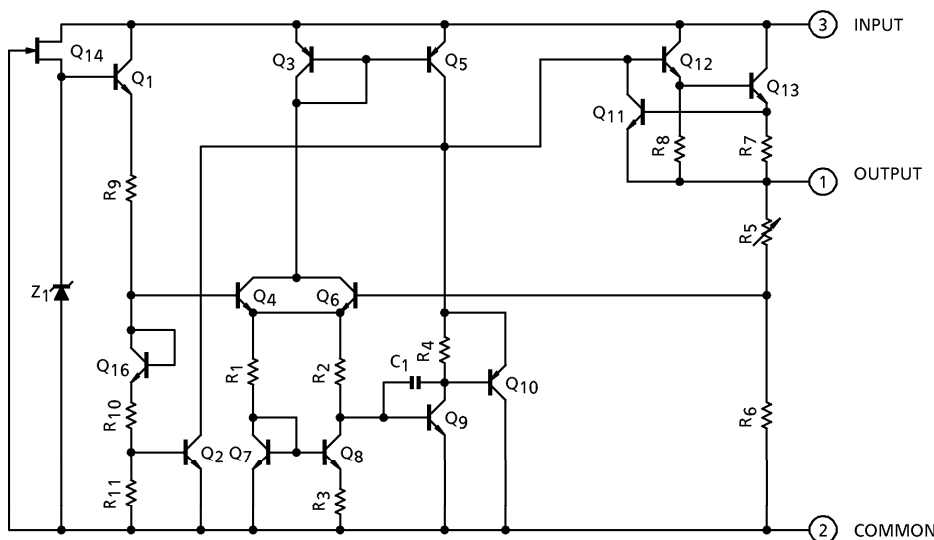 3 INPUT
Q14
Q1
Q3
Q5
Q12
Q13
Q11
R8
R7
1 OUTPUT
R9
R5
Z1
Q4
Q6
Q16
R1
R2
C1
R4
Q10
R10
R6
Q9
Q2
Q7
Q8
R11
R3
2 COMMON